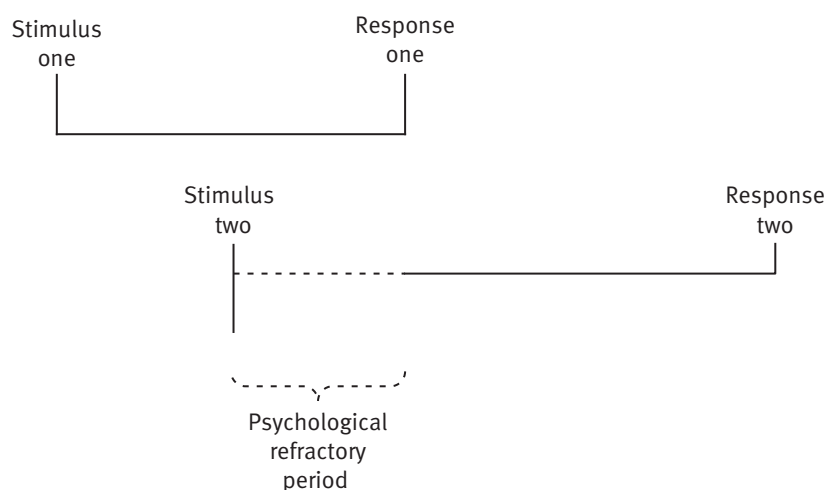 Stimulus
one
Response
one
Stimulus
two
Response
two
Psychological
refractory
period